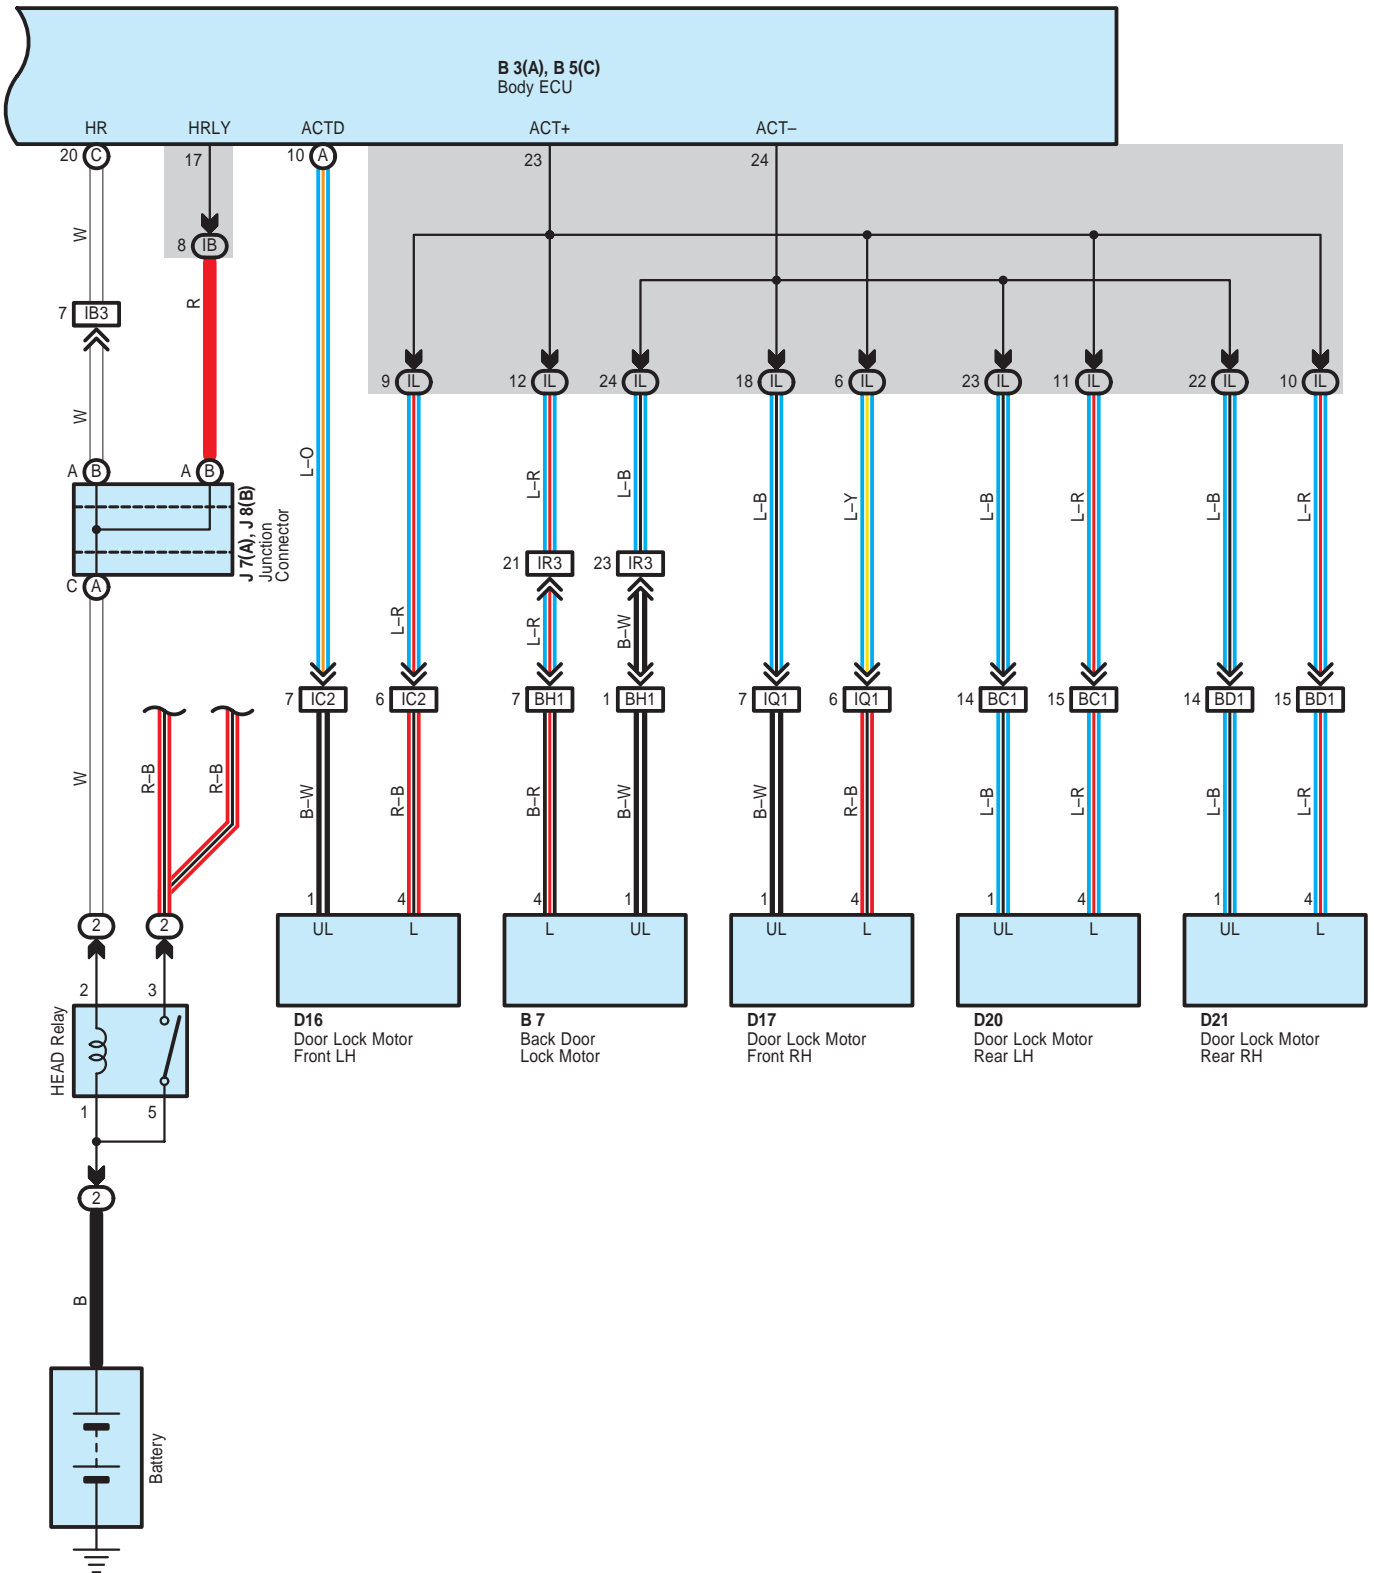 B 3(A), B 5(C)
Body ECU
HR HRLY ACTD ACT+ ACT–
20 C 17 10 A 23 24
8 IB
W R
7 IB3
9 IL 12 IL 24 IL 18 IL 6 IL 23 IL 11 IL 22 IL 10 IL
W L–O L–R L–B L–B L–Y L–B L–R L–B L–R
A B A B
J 7(A), J 8(B)
Junction
Connector
21 IR3 23 IR3
C A
L–R L–R B–W
7 IC2 6 IC2 7 BH1 1 BH1 7 IQ1 6 IQ1 14 BC1 15 BC1 14 BD1 15 BD1
W R–B R–B B–W R–B B–R B–W B–W R–B L–B L–R L–B L–R
1 4 4 1 1 4 1 4 1 4
2 2 UL L L UL UL L UL L UL L
2 3
HEAD Relay
D16
Door Lock Motor
Front LH
B 7
Back Door
Lock Motor
D17
Door Lock Motor
Front RH
D20
Door Lock Motor
Rear LH
D21
Door Lock Motor
Rear RH
1 5
2
B
Battery